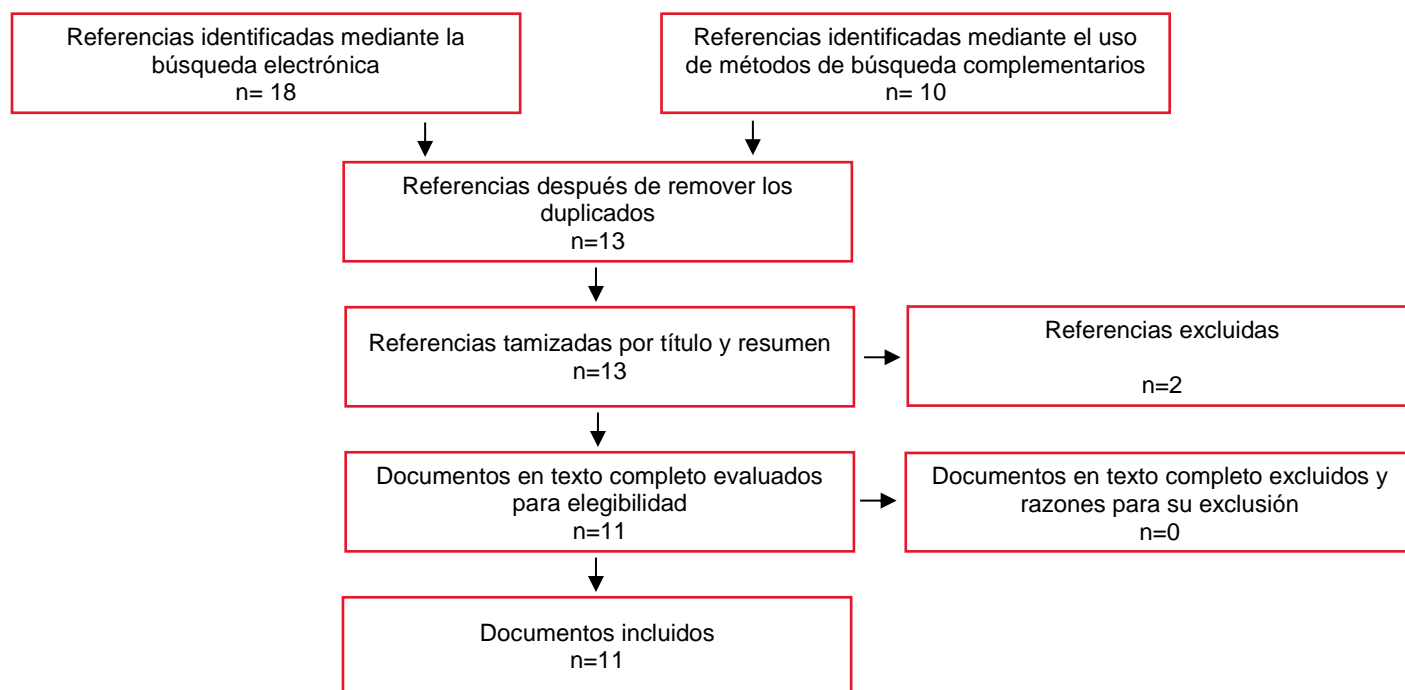 Referencias identificadas mediante la
búsqueda electrónica
n= 18
Referencias identificadas mediante el uso
de métodos de búsqueda complementarios
n= 10
Referencias después de remover los
duplicados
n=13
Referencias tamizadas por título y resumen
n=13
Referencias excluidas
n=2
Documentos en texto completo evaluados
para elegibilidad
n=11
Documentos en texto completo excluidos y
razones para su exclusión
n=0
Documentos incluidos
n=11